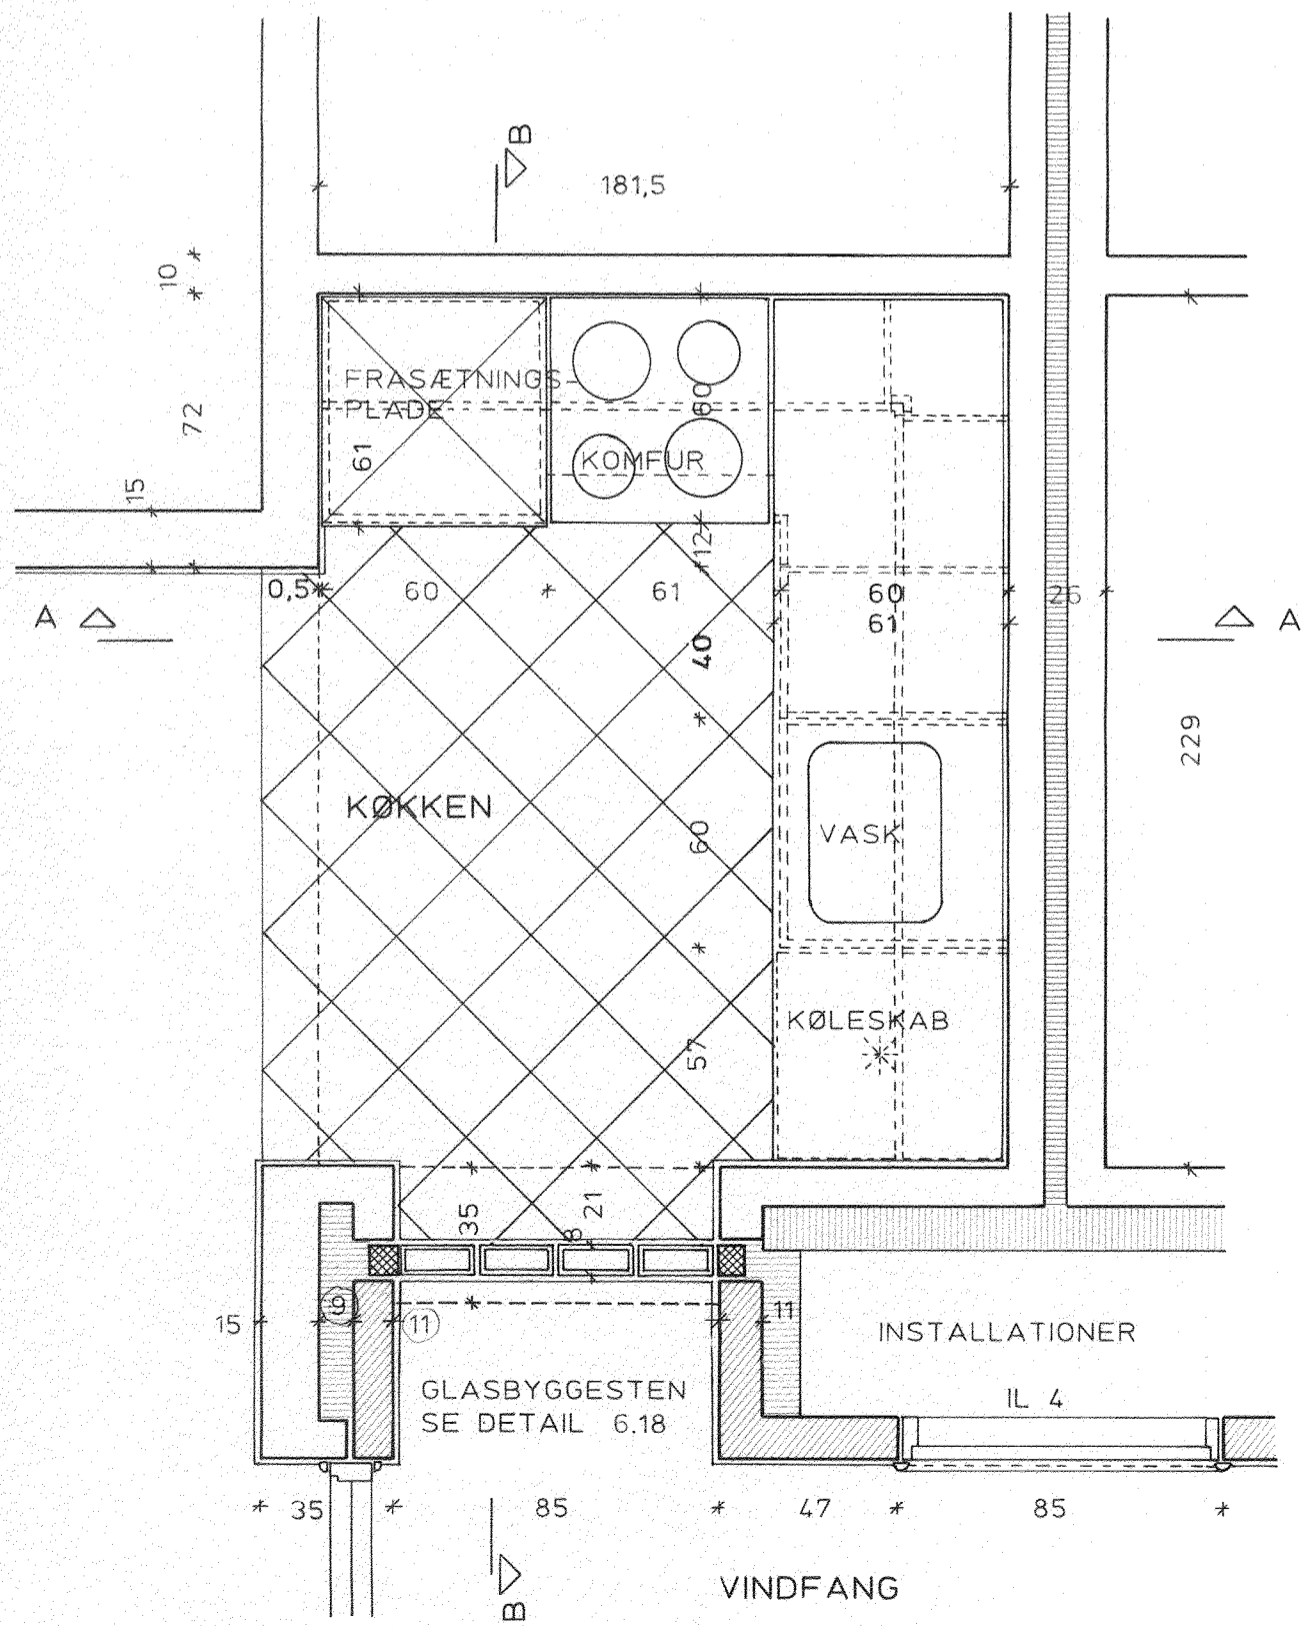 B
181,5
10
72
15
FRASÆTNINGS-
PLADE
61
60
KOMFUR
12
0,5
60
61
60
61
26
A
A
40
229
KØKKEN
60
VASK
57
KØLESKAB
35
21
8
9
15
11
11
INSTALLATIONER
GLASBYGGESTEN
SE DETAIL 6.18
IL 4
35
85
47
85
B
VINDFANG